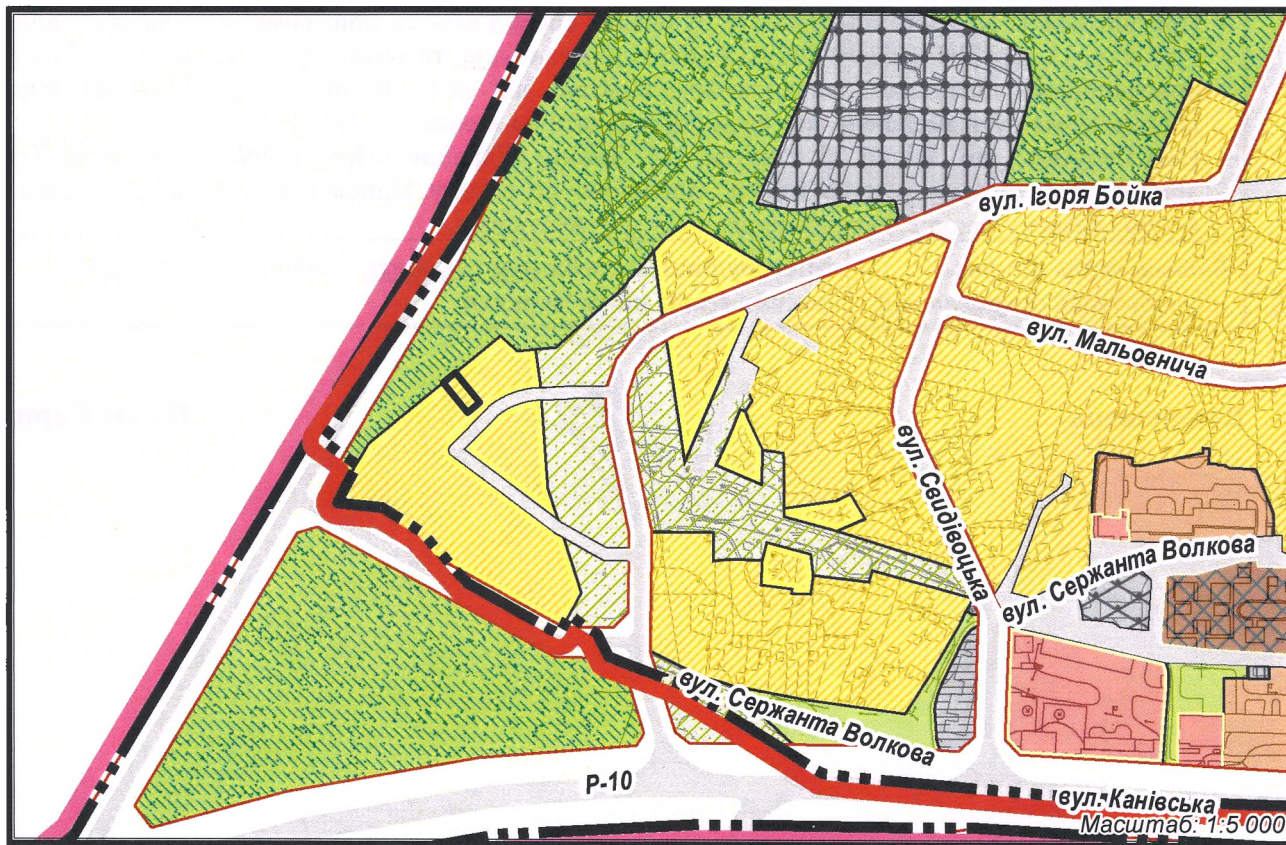 вул. Ігоря Бойка
вул. Мальовнича
вул. Свидівоцька
вул. Сержанта Волкова
вул. Сержанта Волкова
Р-10
вул. Канівська
Масштаб: 1:5 000